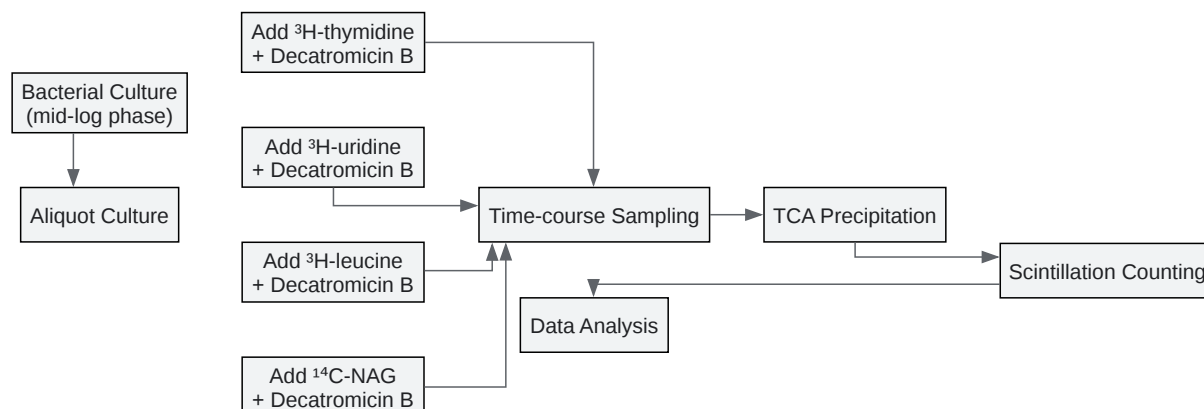 Bacterial Culture
(mid-log phase)
Aliquot Culture
Add ³H-thymidine
+ Decatromicin B
Add ³H-uridine
+ Decatromicin B
Add ³H-leucine
+ Decatromicin B
Add ¹⁴C-NAG
+ Decatromicin B
Time-course Sampling
TCA Precipitation
Scintillation Counting
Data Analysis